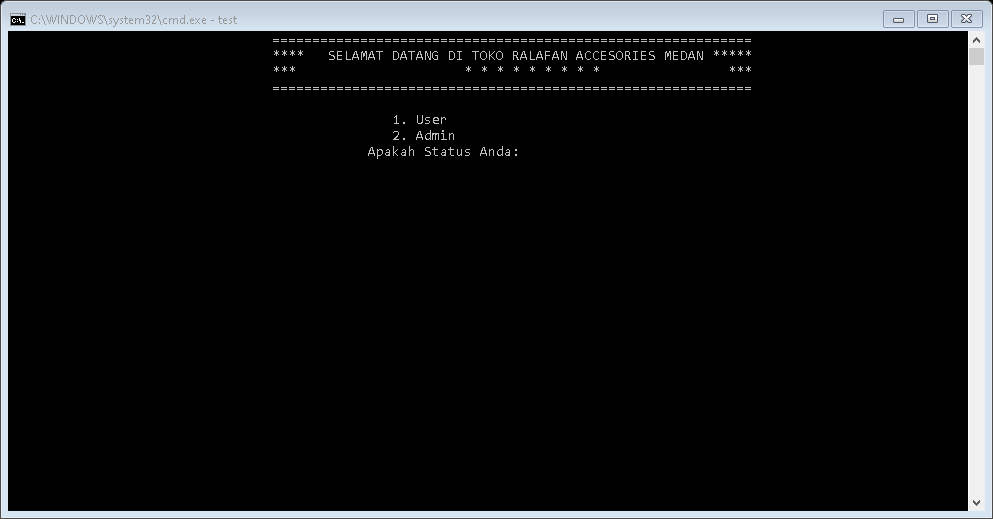 C:\WINDOWS\system32\cmd.exe - test
============================================================
****   SELAMAT DATANG DI TOKO RALAFAN ACCESORIES MEDAN *****
***                     * * * * * * * * *                ***
============================================================
1. User
2. Admin
Apakah Status Anda: